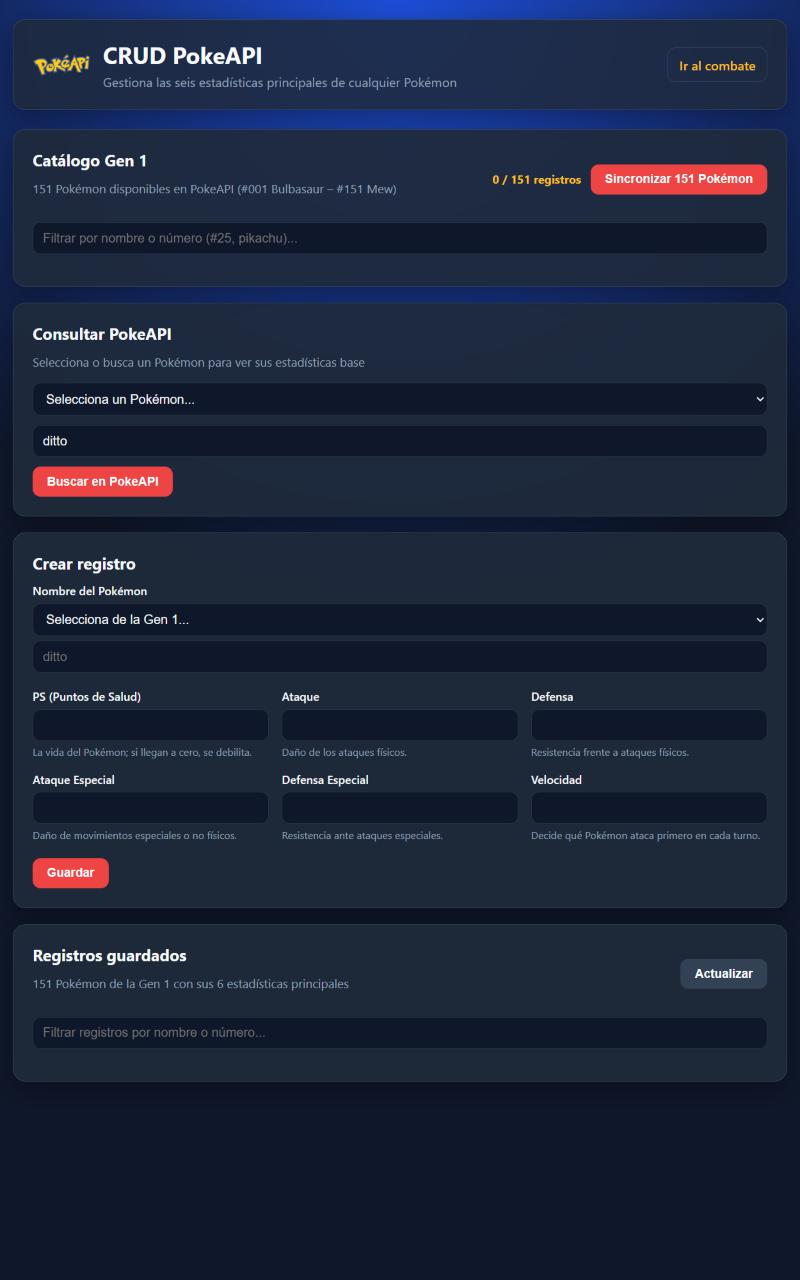 PokéAPI
CRUD PokeAPI
Gestiona las seis estadísticas principales de cualquier Pokémon
Ir al combate
Catálogo Gen 1
151 Pokémon disponibles en PokeAPI (#001 Bulbasaur – #151 Mew)
0 / 151 registros
Sincronizar 151 Pokémon
Filtrar por nombre o número (#25, pikachu)...
Consultar PokeAPI
Selecciona o busca un Pokémon para ver sus estadísticas base
Selecciona un Pokémon...
ditto
Buscar en PokeAPI
Crear registro
Nombre del Pokémon
Selecciona de la Gen 1...
ditto
PS (Puntos de Salud)
Ataque
Defensa
La vida del Pokémon; si llegan a cero, se debilita.
Daño de los ataques físicos.
Resistencia frente a ataques físicos.
Ataque Especial
Defensa Especial
Velocidad
Daño de movimientos especiales o no físicos.
Resistencia ante ataques especiales.
Decide qué Pokémon ataca primero en cada turno.
Guardar
Registros guardados
151 Pokémon de la Gen 1 con sus 6 estadísticas principales
Actualizar
Filtrar registros por nombre o número...